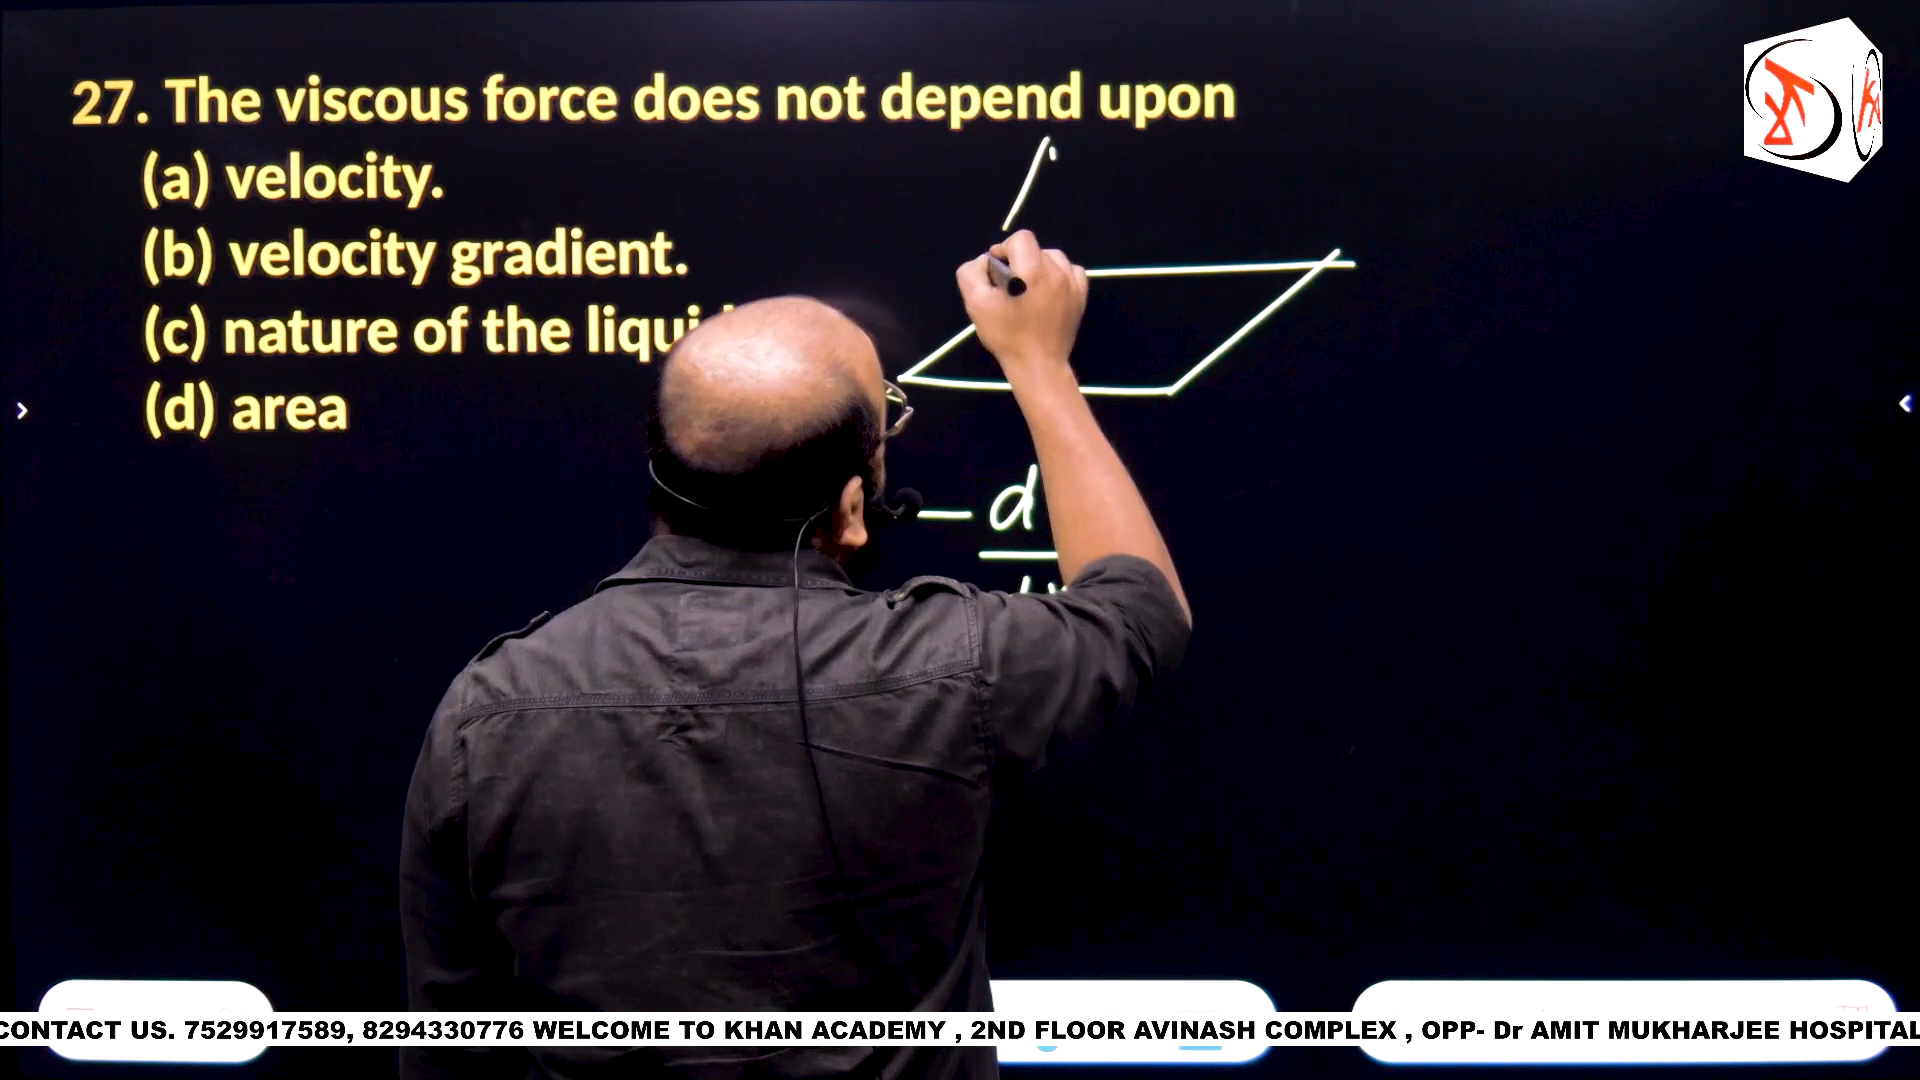 27. The viscous force does not depend upon
(a) velocity.
(b) velocity gradient.
(c) nature of the
(d) area
d
CONTACT US. 7529917589, 8294330776 WELCOME TO KHAN ACADEMY , 2ND FLOOR AVINASH COMPLEX , OPP- Dr AMIT MUKHARJEE HOSPITAL